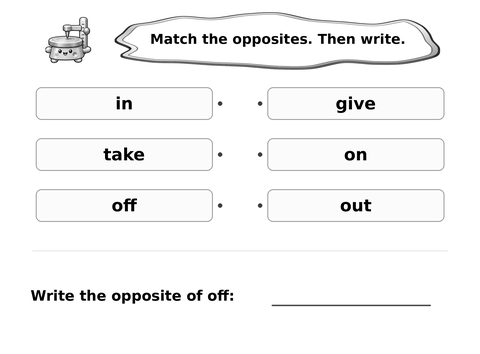 Match the opposites. Then write.
in
give
take
on
off
out
Write the opposite of off: